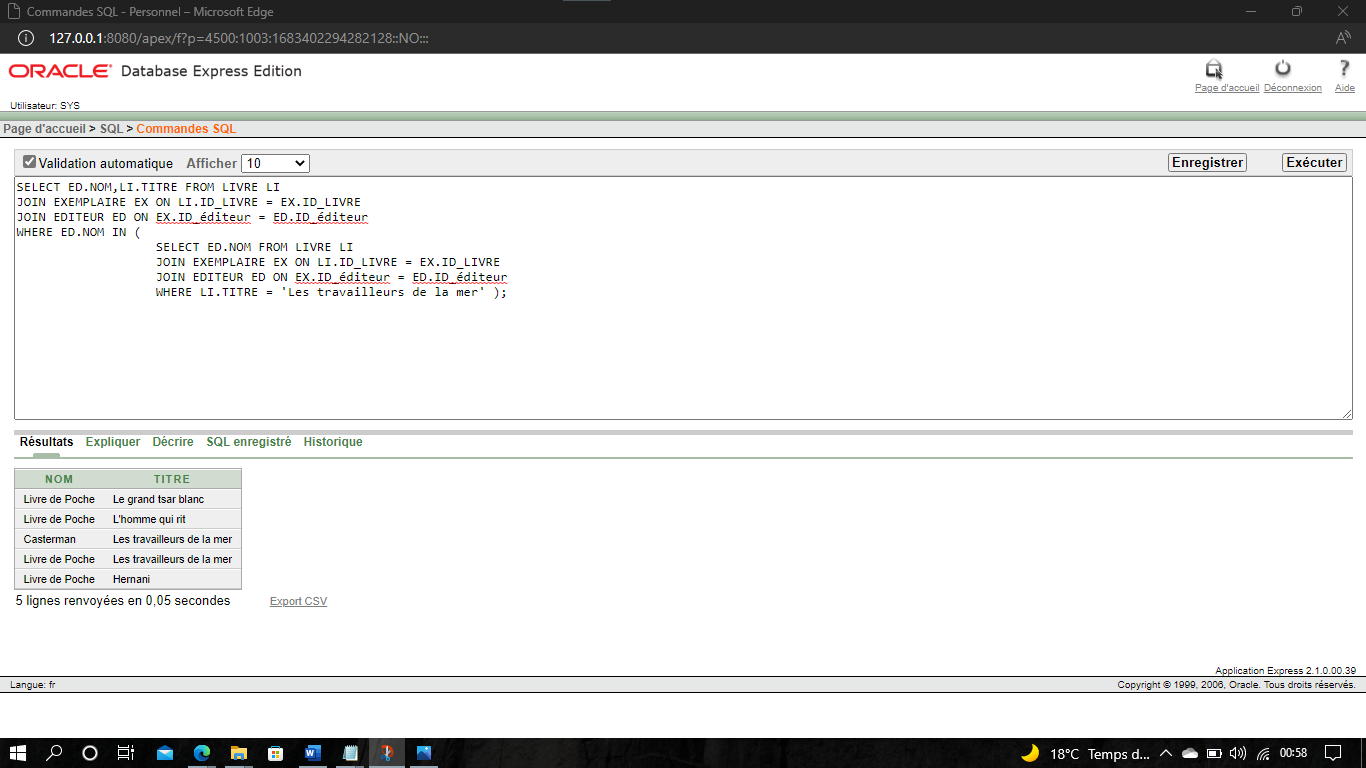 Commandes SQL - Personnel – Microsoft Edge
127.0.0.1:8080/apex/f?p=4500:1003:1683402294282128::NO:::
ORACLE Database Express Edition
Page d'accueil Déconnexion Aide
Utilisateur: SYS
Page d'accueil > SQL > Commandes SQL
Validation automatique Afficher 10 Enregistrer Exécuter
SELECT ED.NOM,LI.TITRE FROM LIVRE LI
JOIN EXEMPLAIRE EX ON LI.ID_LIVRE = EX.ID_LIVRE
JOIN EDITEUR ED ON EX.ID_éditeur = ED.ID_éditeur
WHERE ED.NOM IN (
SELECT ED.NOM FROM LIVRE LI
JOIN EXEMPLAIRE EX ON LI.ID_LIVRE = EX.ID_LIVRE
JOIN EDITEUR ED ON EX.ID_éditeur = ED.ID_éditeur
WHERE LI.TITRE = 'Les travailleurs de la mer' );
Résultats Expliquer Décrire SQL enregistré Historique
NOM TITRE
Livre de Poche Le grand tsar blanc
Livre de Poche L'homme qui rit
Casterman Les travailleurs de la mer
Livre de Poche Les travailleurs de la mer
Livre de Poche Hernani
5 lignes renvoyées en 0,05 secondes Export CSV
Application Express 2.1.0.00.39
Langue: fr Copyright © 1999, 2006, Oracle. Tous droits réservés.
18°C Temps d... 00:58